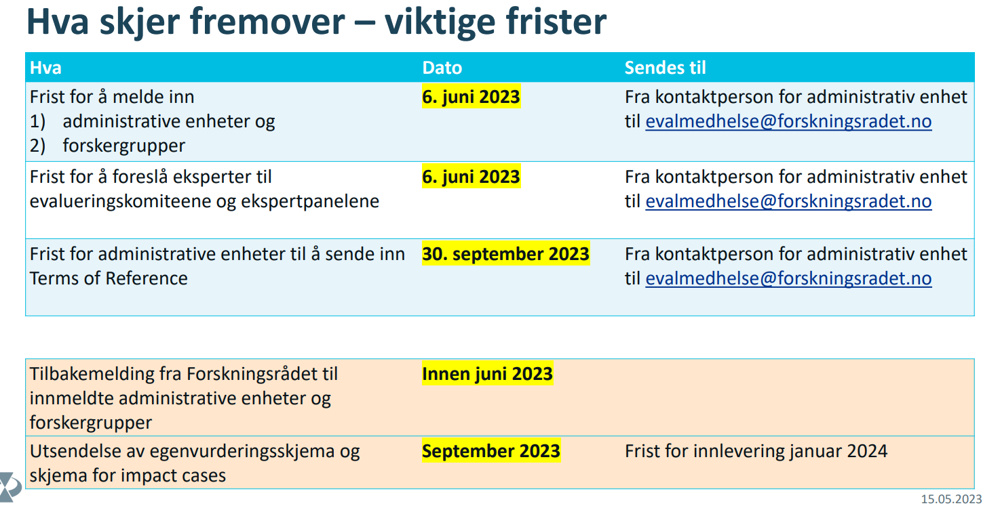 Hva skjer fremover – viktige frister
Hva Dato Sendes til
Frist for å melde inn 6. juni 2023 Fra kontaktperson for administrativ enhet
1) administrative enheter og til evalmedhelse@forskningsradet.no
2) forskergrupper
Frist for å foreslå eksperter til 6. juni 2023 Fra kontaktperson for administrativ enhet
evalueringskomiteene og ekspertpanelene til evalmedhelse@forskningsradet.no
Frist for administrative enheter til å sende inn 30. september 2023 Fra kontaktperson for administrativ enhet
Terms of Reference til evalmedhelse@forskningsradet.no
Tilbakemelding fra Forskningsrådet til Innen juni 2023
innmeldte administrative enheter og
forskergrupper
Utsendelse av egenvurderingsskjema og September 2023 Frist for innlevering januar 2024
skjema for impact cases
15.05.2023